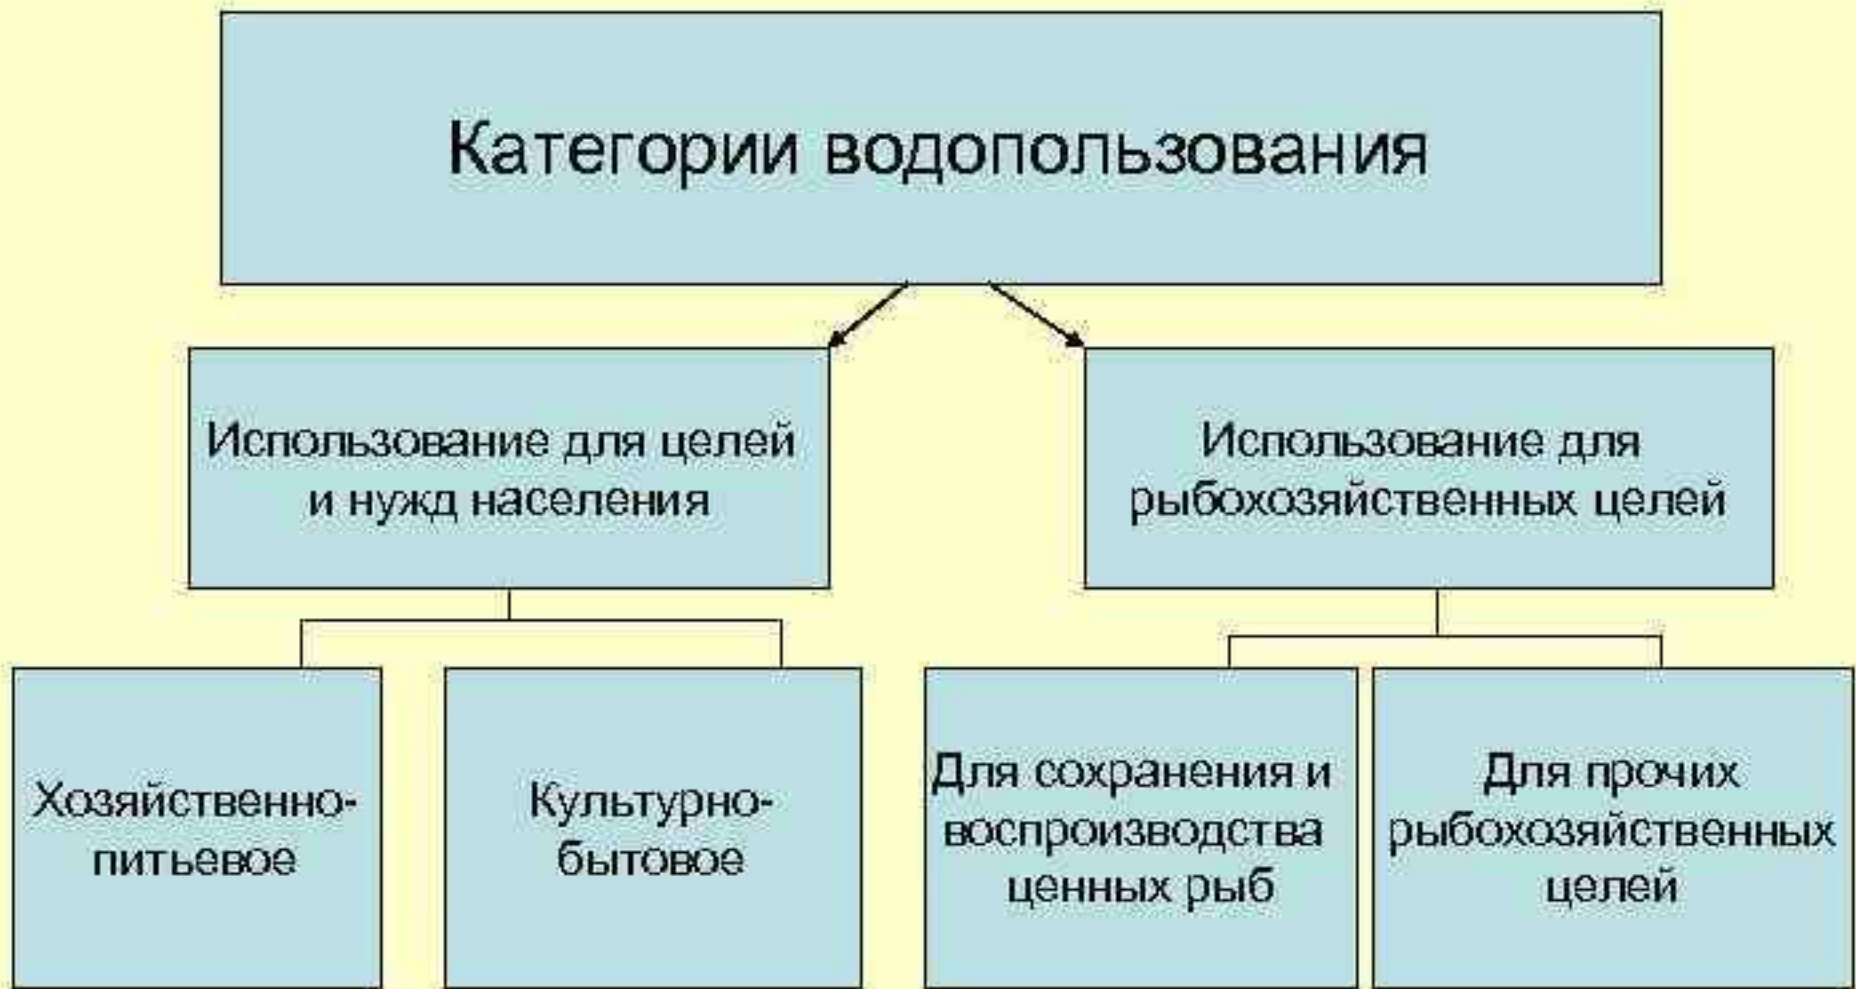 Категории водопользования
Использование для целей
и нужд населения
Использование для
рыбохозяйственных целей
Хозяйственно-
питьевое
Культурно-
бытовое
Для сохранения и
воспроизводства
ценных рыб
Для прочих
рыбохозяйственных
целей